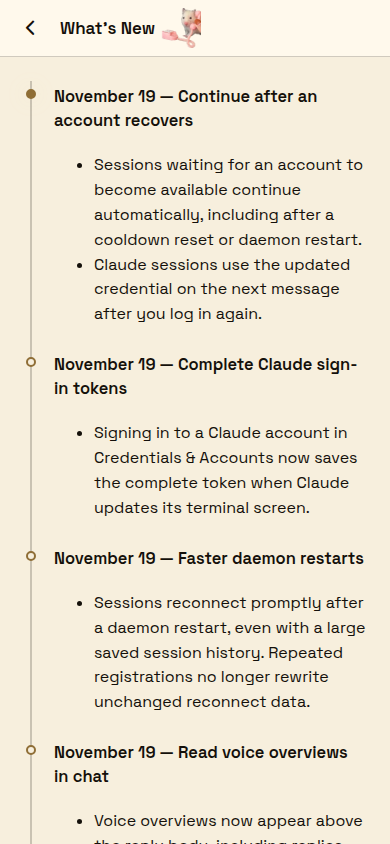 What's New
November 19 — Continue after an
account recovers
• Sessions waiting for an account to
become available continue
automatically, including after a
cooldown reset or daemon restart.
• Claude sessions use the updated
credential on the next message
after you log in again.
November 19 — Complete Claude sign-
in tokens
• Signing in to a Claude account in
Credentials & Accounts now saves
the complete token when Claude
updates its terminal screen.
November 19 — Faster daemon restarts
• Sessions reconnect promptly after
a daemon restart, even with a large
saved session history. Repeated
registrations no longer rewrite
unchanged reconnect data.
November 19 — Read voice overviews
in chat
• Voice overviews now appear above
the reply body, including replies